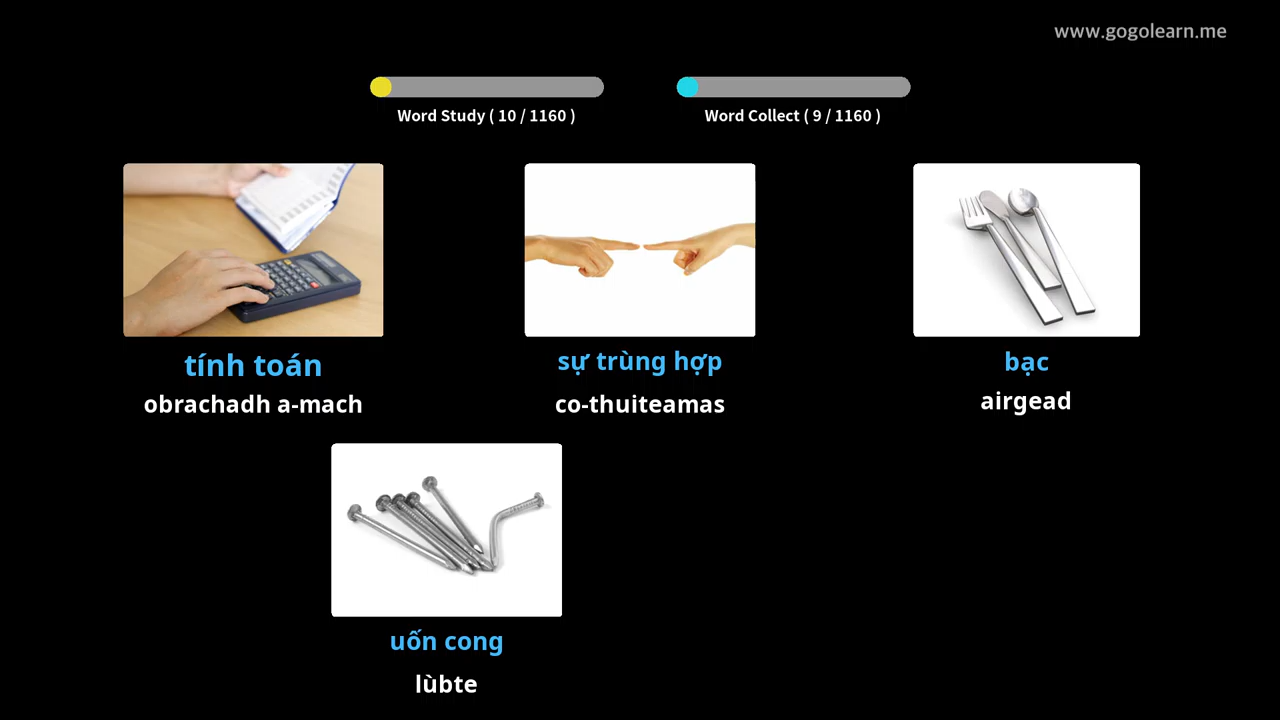 www.gogolearn.me
Word Study ( 10 / 1160 )
Word Collect ( 9 / 1160 )
tính toán
obrachadh a-mach
sự trùng hợp
co-thuiteamas
bạc
airgead
uốn cong
lùbte